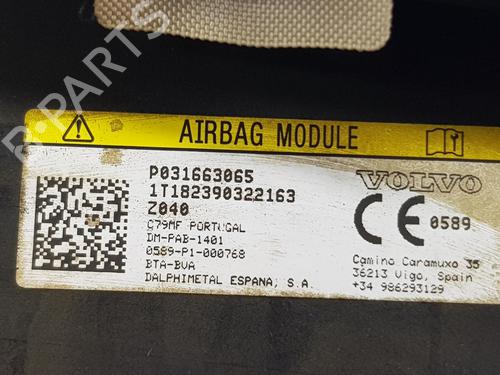 B-PARTS
AIRBAG MODULE
P031663065
1T182390322163
Z040
C79MF PORTUGAL
DM-PAB-1401
0589-P1-000768
BTA-BVA
DALPHIMETAL ESPANA, S.A.
VOLVO
CE 0589
Camino Caramuxo 35
36213 Vigo, Spain
+34 986293129